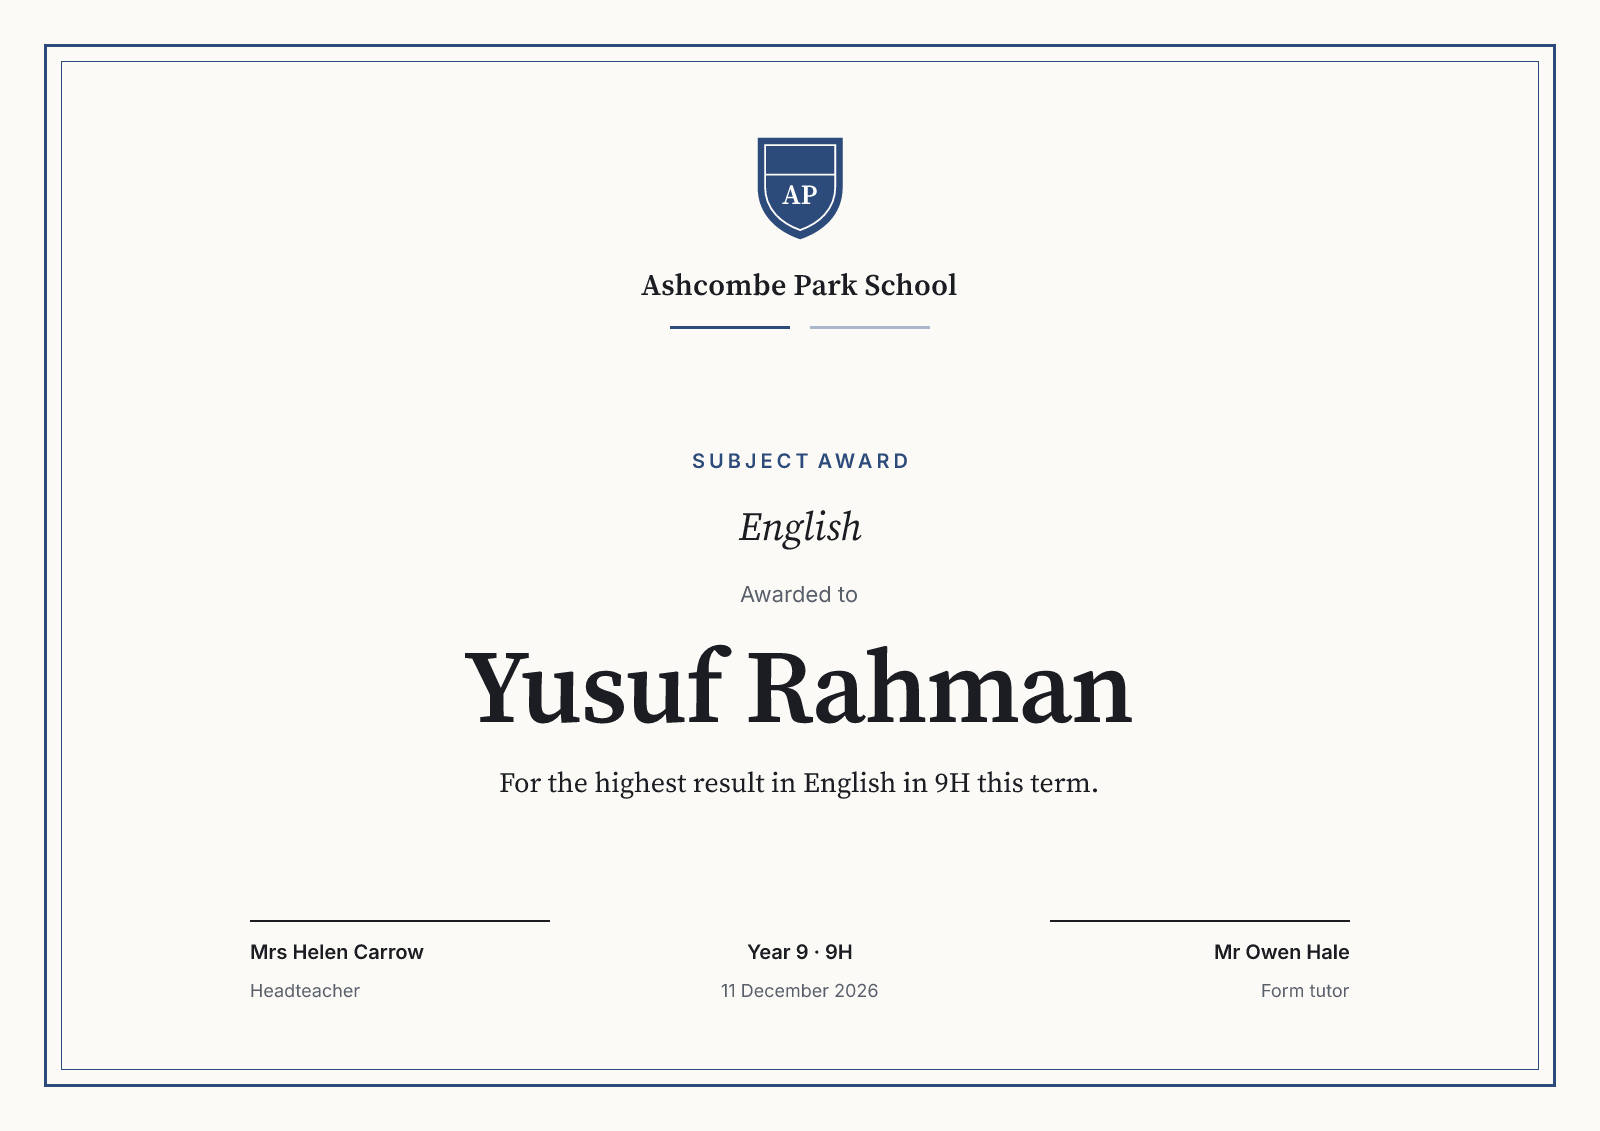 AP
Ashcombe Park School
SUBJECT AWARD
English
Awarded to
Yusuf Rahman
For the highest result in English in 9H this term.
Mrs Helen Carrow
Headteacher
Year 9 · 9H
11 December 2026
Mr Owen Hale
Form tutor